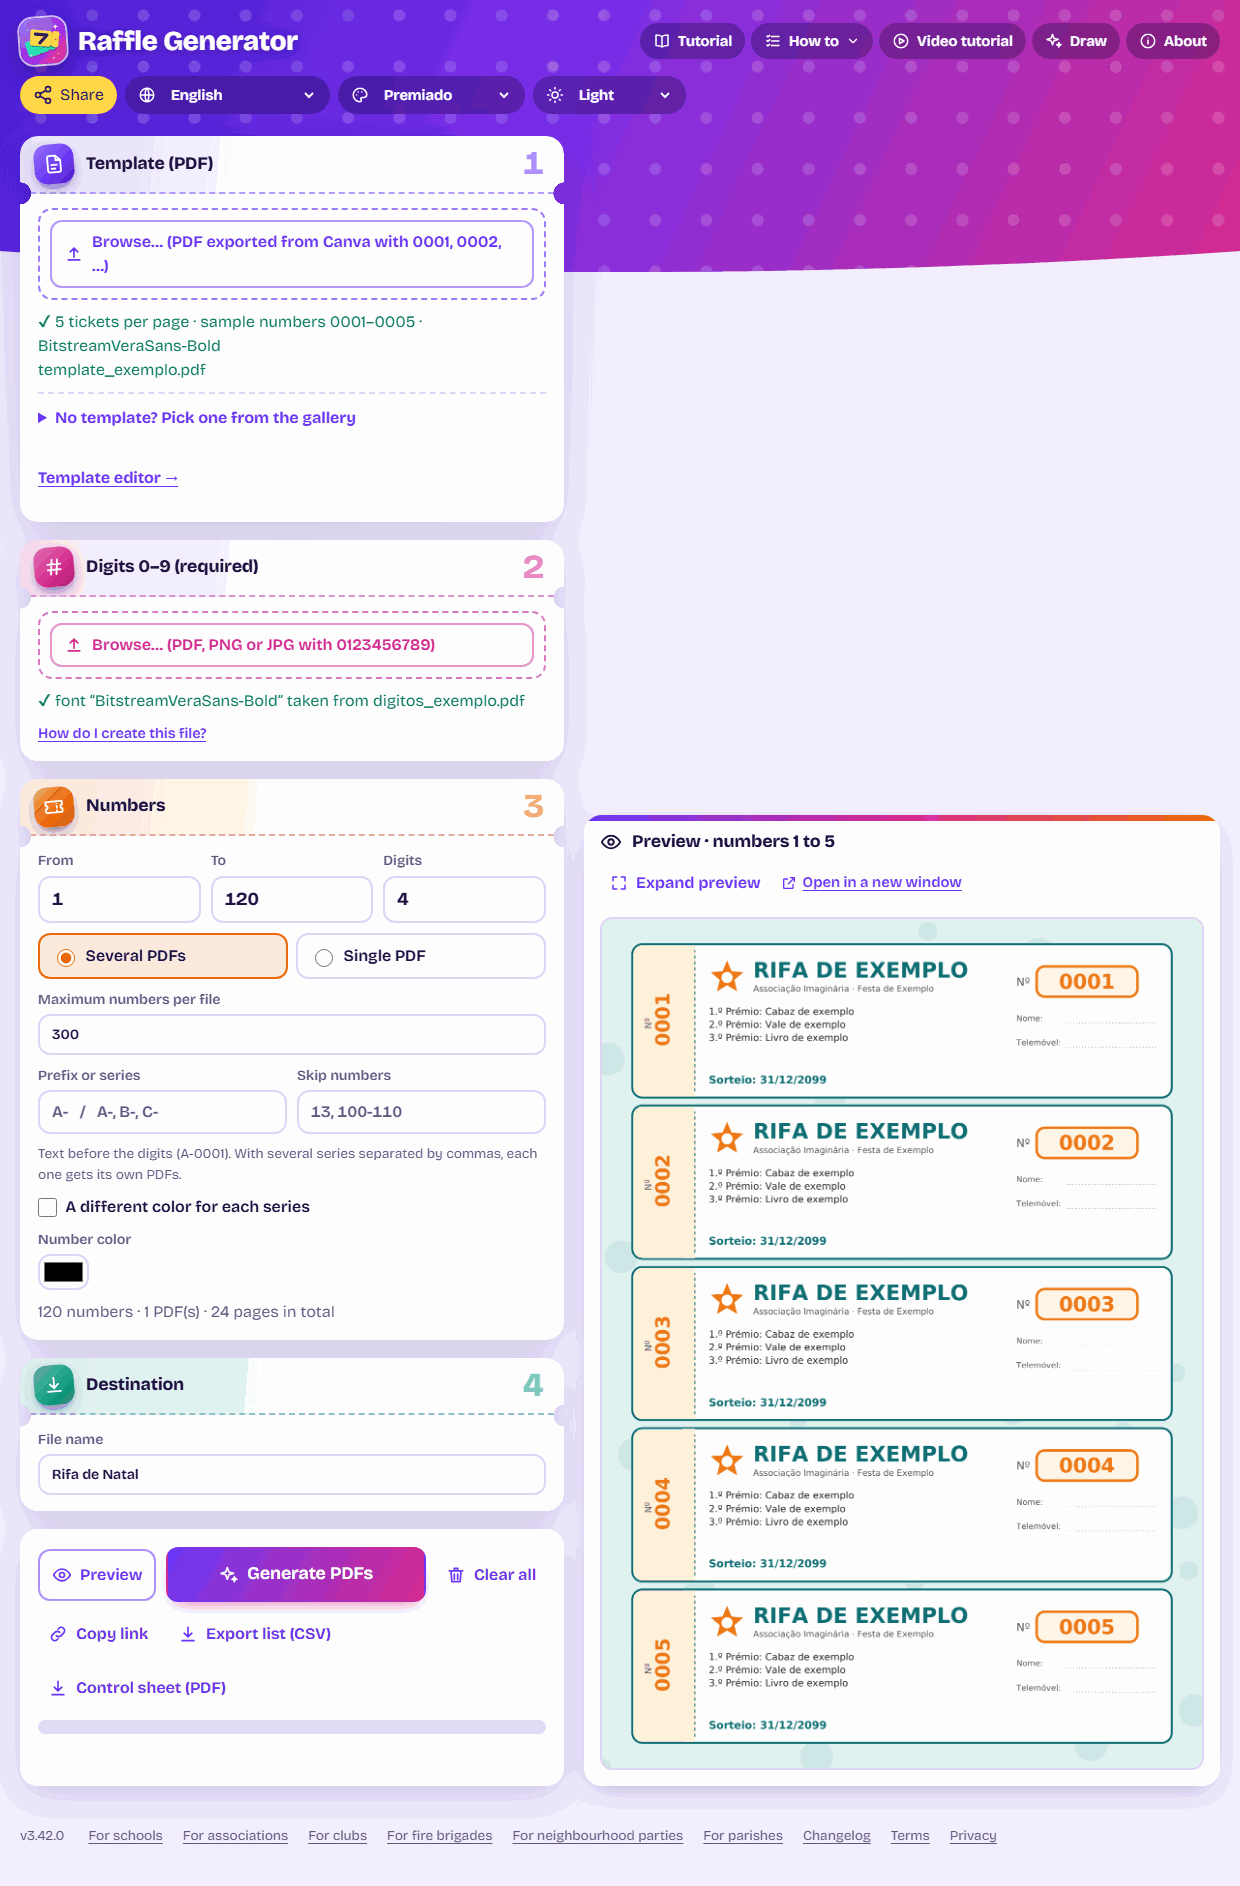 Raffle Generator
Tutorial
How to
Video tutorial
Draw
About
Share
English
Premiado
Light
Template (PDF)
1
Browse... (PDF exported from Canva with 0001, 0002,
...)
✓ 5 tickets per page · sample numbers 0001–0005 ·
BitstreamVeraSans-Bold
template_exemplo.pdf
No template? Pick one from the gallery
Template editor →
Digits 0–9 (required)
2
Browse... (PDF, PNG or JPG with 0123456789)
✓ font “BitstreamVeraSans-Bold” taken from digitos_exemplo.pdf
How do I create this file?
Numbers
3
From
To
Digits
1
120
4
Several PDFs
Single PDF
Maximum numbers per file
300
Prefix or series
Skip numbers
A- / A-, B-, C-
13, 100-110
Text before the digits (A-0001). With several series separated by commas, each
one gets its own PDFs.
A different color for each series
Number color
120 numbers · 1 PDF(s) · 24 pages in total
Destination
4
File name
Rifa de Natal
Preview
Generate PDFs
Clear all
Copy link
Export list (CSV)
Control sheet (PDF)
Preview · numbers 1 to 5
Expand preview
Open in a new window
Nº 0001
RIFA DE EXEMPLO
Associação Imaginária · Festa de Exemplo
1.º Prémio: Cabaz de exemplo
2.º Prémio: Vale de exemplo
3.º Prémio: Livro de exemplo
Sorteio: 31/12/2099
Nº 0001
Nome:
Telemóvel:
Nº 0002
RIFA DE EXEMPLO
Associação Imaginária · Festa de Exemplo
1.º Prémio: Cabaz de exemplo
2.º Prémio: Vale de exemplo
3.º Prémio: Livro de exemplo
Sorteio: 31/12/2099
Nº 0002
Nome:
Telemóvel:
Nº 0003
RIFA DE EXEMPLO
Associação Imaginária · Festa de Exemplo
1.º Prémio: Cabaz de exemplo
2.º Prémio: Vale de exemplo
3.º Prémio: Livro de exemplo
Sorteio: 31/12/2099
Nº 0003
Nome:
Telemóvel:
Nº 0004
RIFA DE EXEMPLO
Associação Imaginária · Festa de Exemplo
1.º Prémio: Cabaz de exemplo
2.º Prémio: Vale de exemplo
3.º Prémio: Livro de exemplo
Sorteio: 31/12/2099
Nº 0004
Nome:
Telemóvel:
Nº 0005
RIFA DE EXEMPLO
Associação Imaginária · Festa de Exemplo
1.º Prémio: Cabaz de exemplo
2.º Prémio: Vale de exemplo
3.º Prémio: Livro de exemplo
Sorteio: 31/12/2099
Nº 0005
Nome:
Telemóvel:
v3.42.0 For schools For associations For clubs For fire brigades For neighbourhood parties For parishes Changelog Terms Privacy